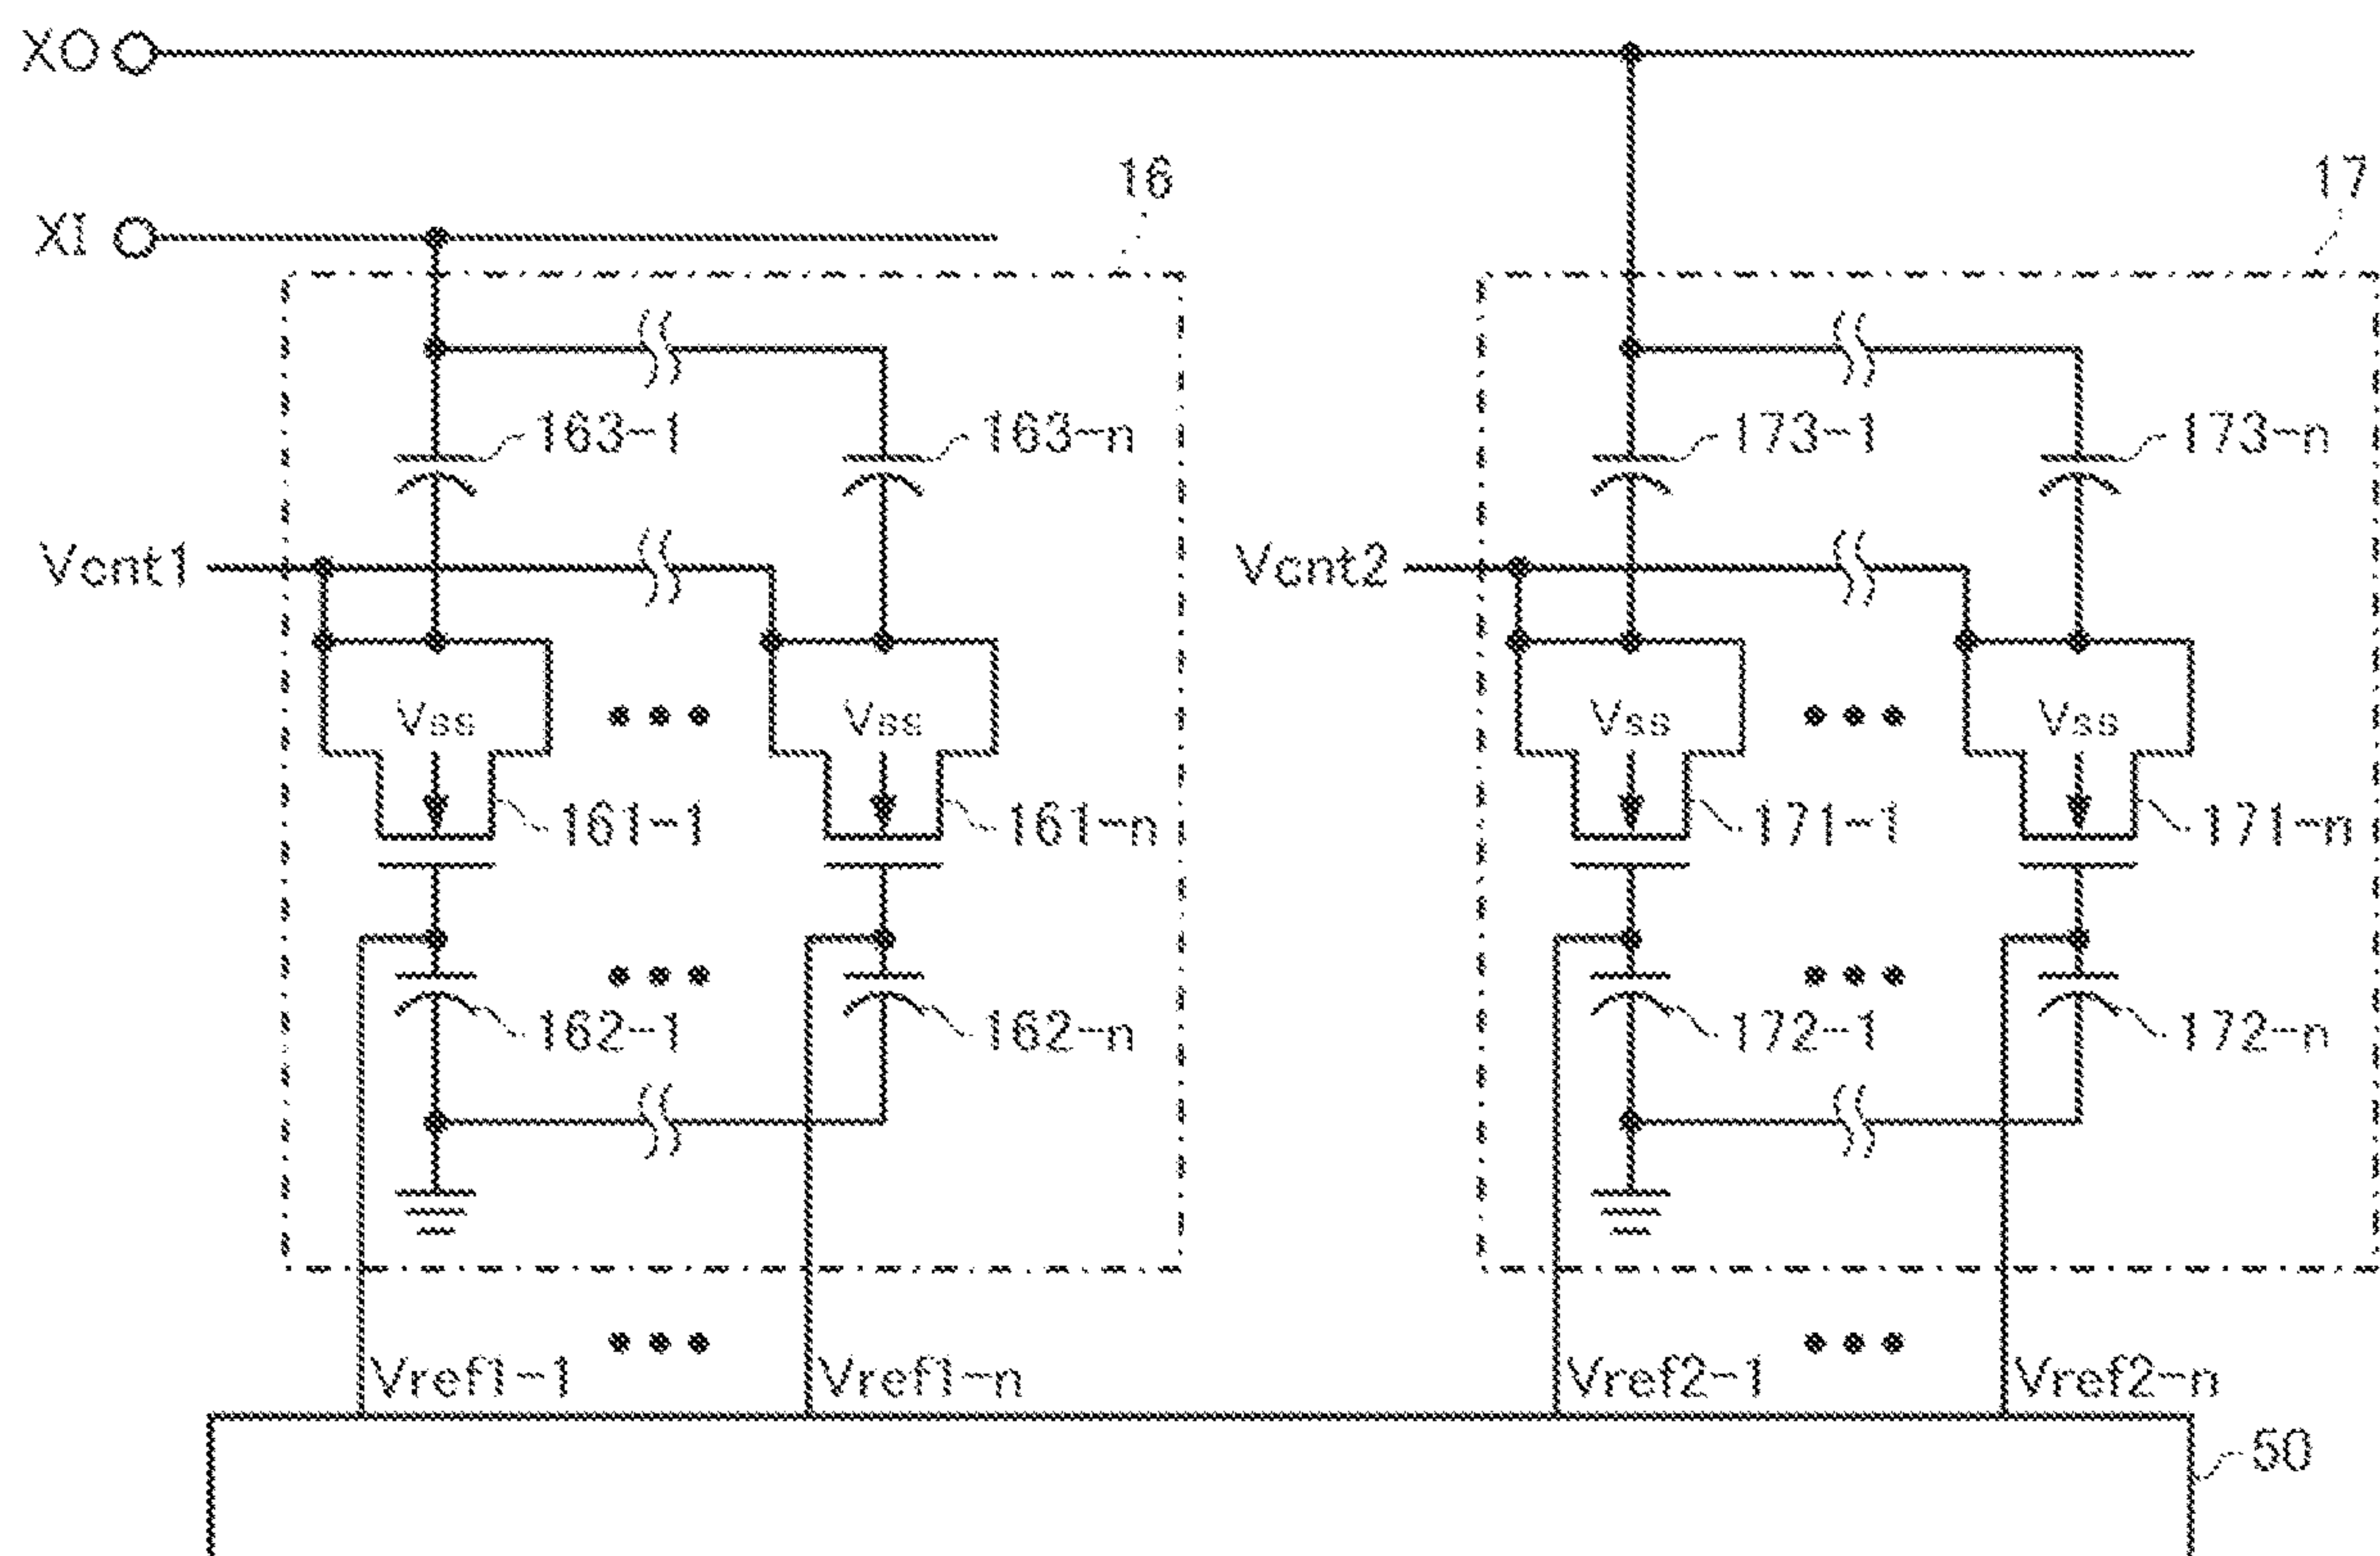 XO
16
17
XI
163-1
163-n
173-1
173-n
Vcnt1
Vcnt2
Vss
Vss
Vss
Vss
161-1
161-n
171-1
171-n
162-1
162-n
172-1
172-n
Vref1-1
Vref1-n
Vref2-1
Vref2-n
50